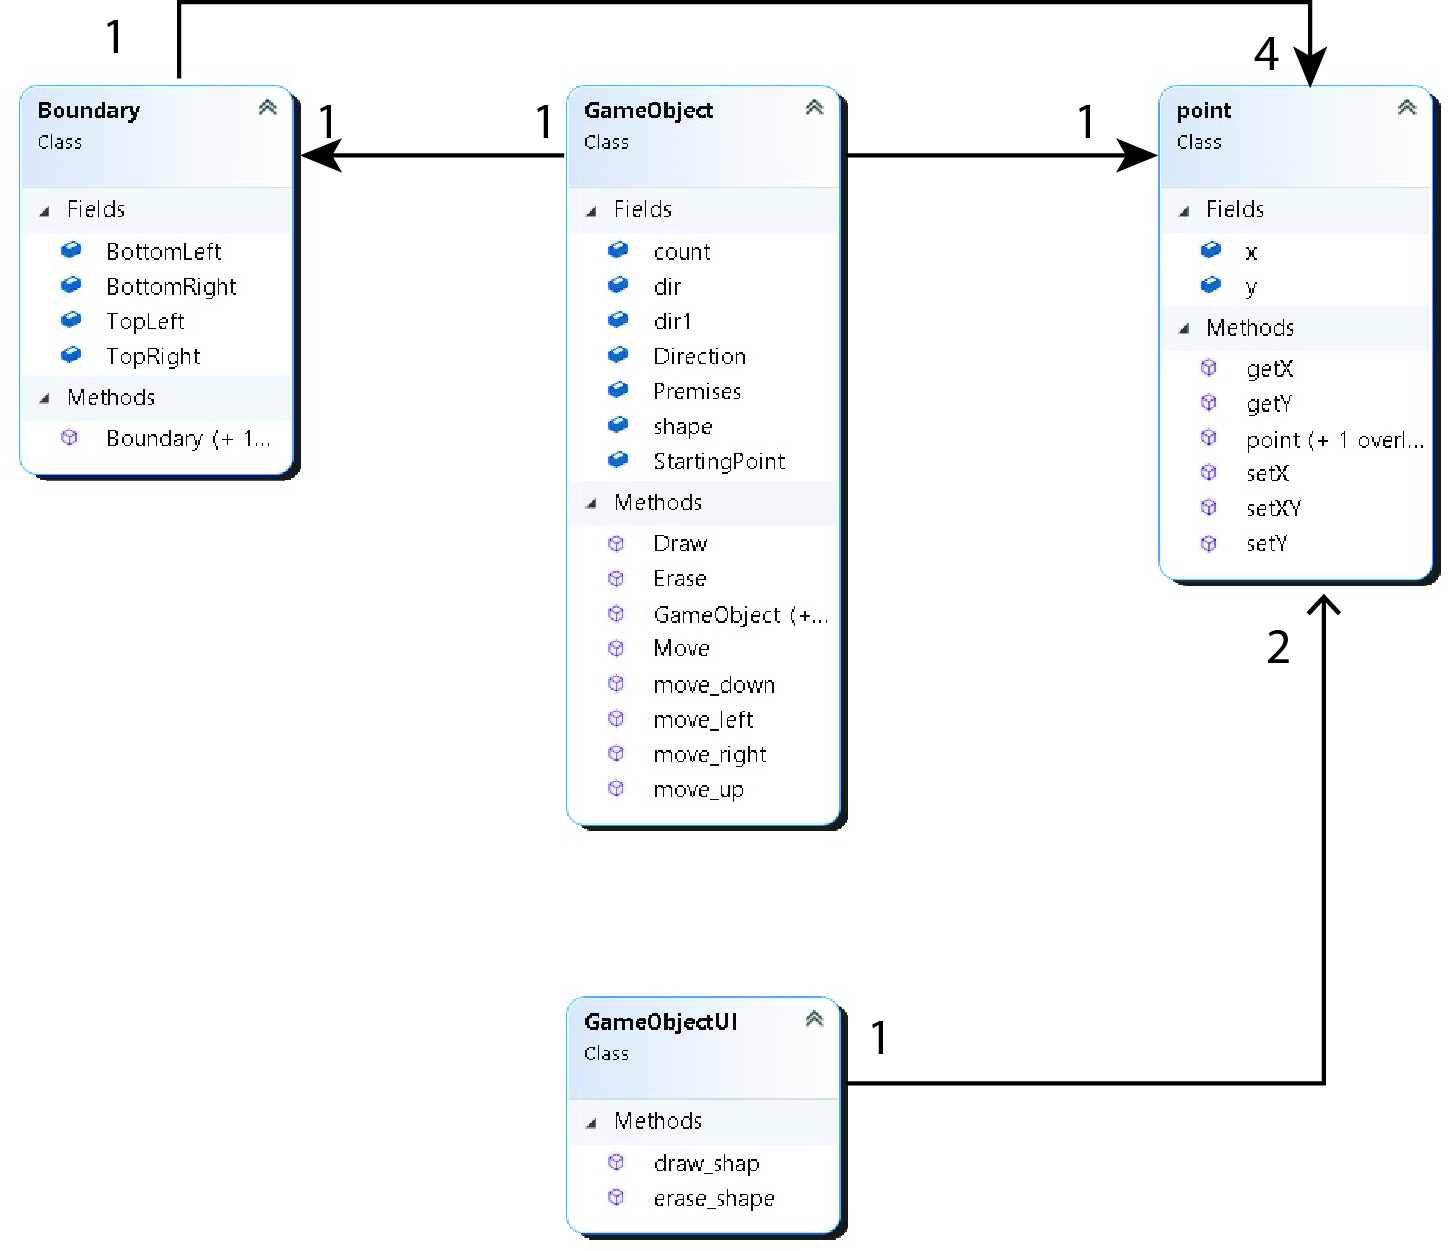 1
4
1
1
1
Boundary
Class
Fields
BottomLeft
BottomRight
TopLeft
TopRight
Methods
Boundary (+ 1...
GameObject
Class
Fields
count
dir
dir1
Direction
Premises
shape
StartingPoint
Methods
Draw
Erase
GameObject (+...
Move
move_down
move_left
move_right
move_up
point
Class
Fields
x
y
Methods
getX
getY
point (+ 1 overl...
setX
setXY
setY
2
GameObjectUI
Class
Methods
draw_shap
erase_shape
1